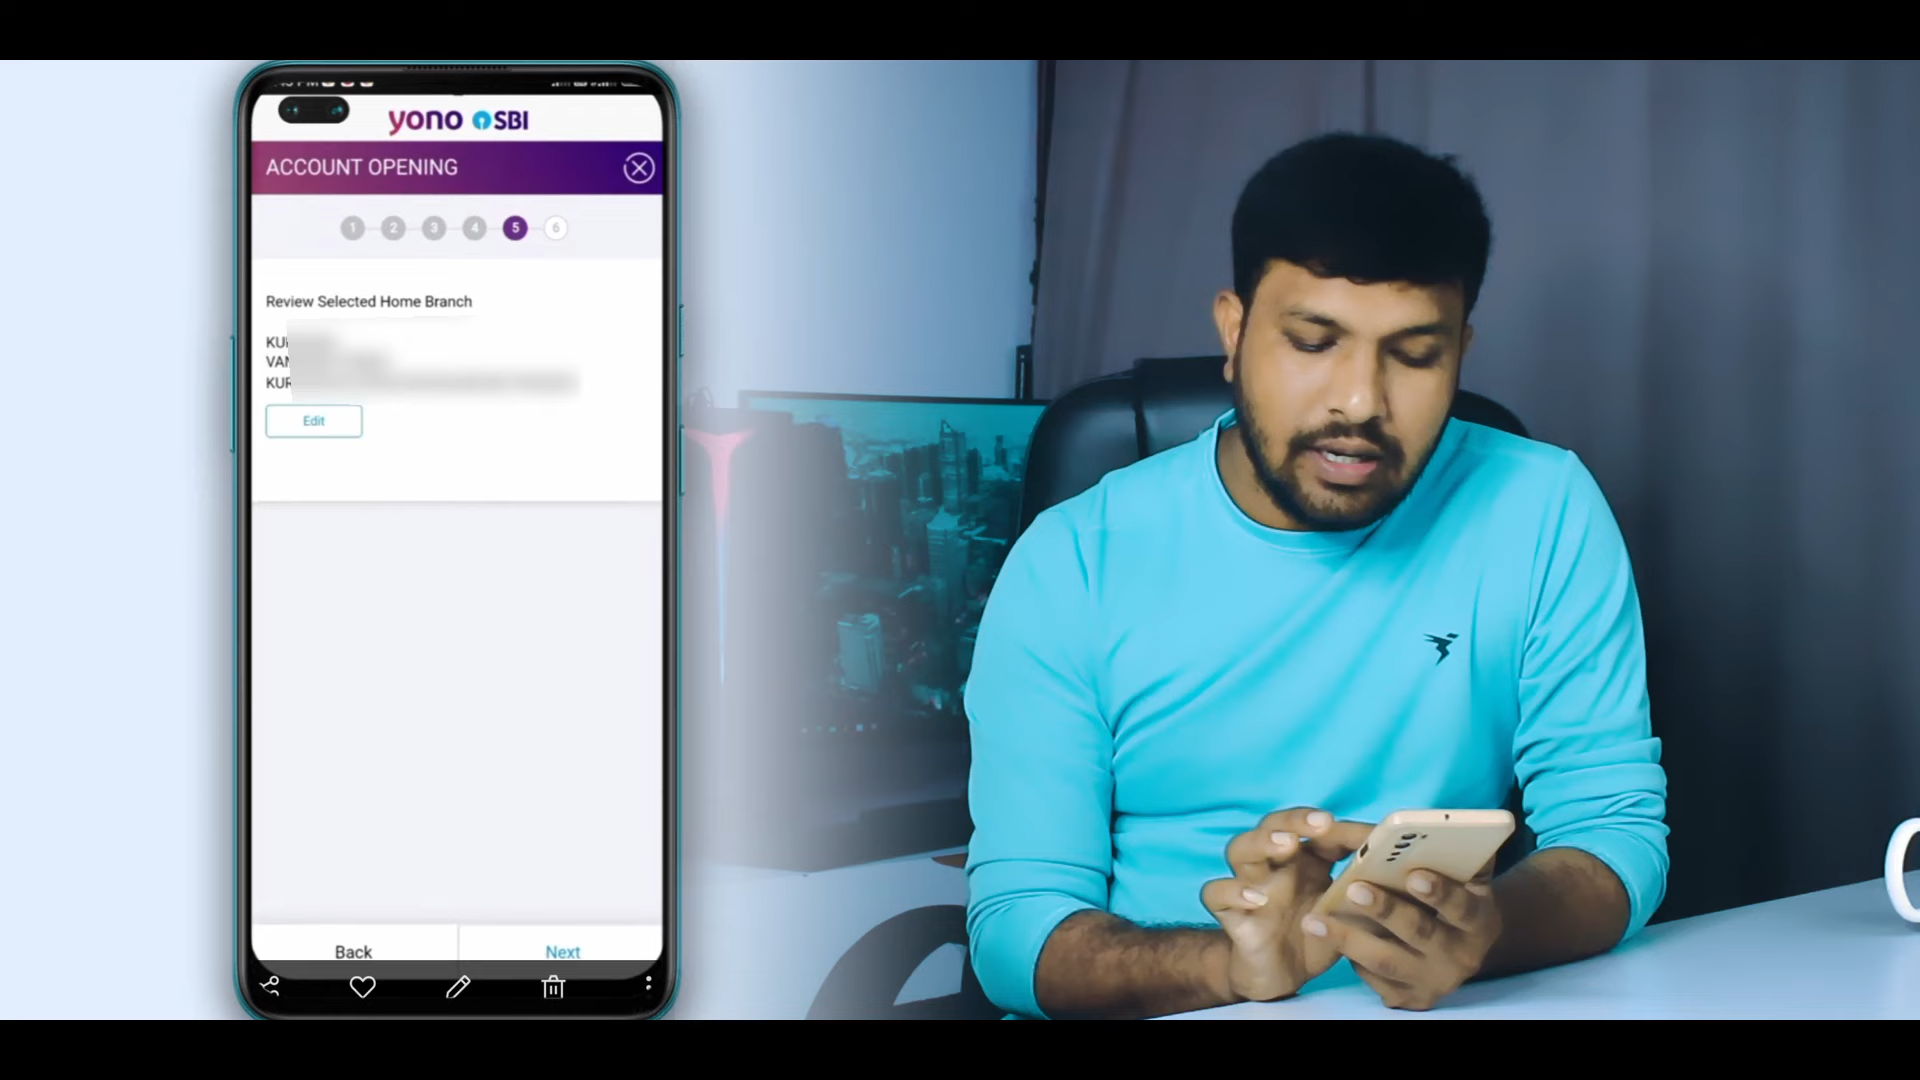 yono SBI
ACCOUNT OPENING
1 2 3 4 5 6
Review Selected Home Branch
Edit
Back Next